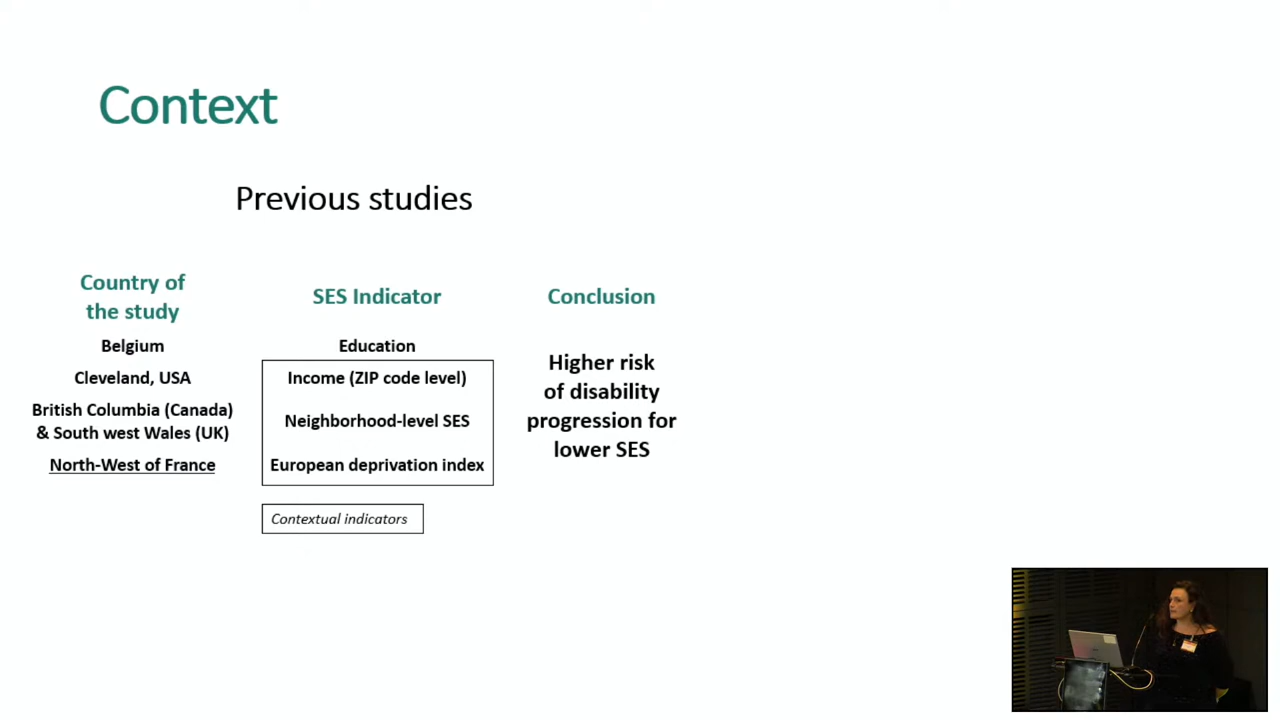 Context
Previous studies
Country of
the study
SES Indicator
Conclusion
Belgium
Education
Cleveland, USA
Income (ZIP code level)
British Columbia (Canada)
& South west Wales (UK)
Neighborhood-level SES
North-West of France
European deprivation index
Higher risk
of disability
progression for
lower SES
Contextual indicators